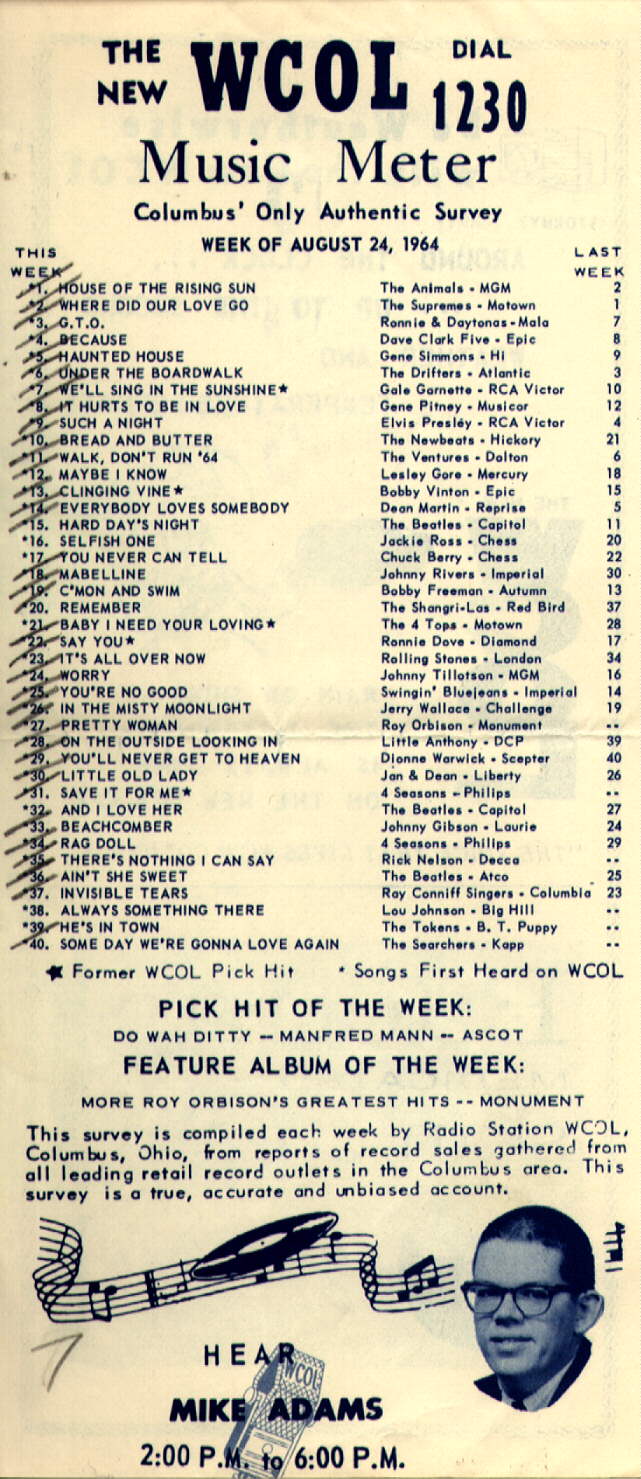 THE NEW WCOL DIAL 1230
Music Meter
Columbus' Only Authentic Survey
WEEK OF AUGUST 24, 1964
THIS WEEK LAST WEEK
*1. HOUSE OF THE RISING SUN The Animals - MGM 2
*2. WHERE DID OUR LOVE GO The Supremes - Motown 1
*3. G.T.O. Ronnie & Daytonas - Mala 7
*4. BECAUSE Dave Clark Five - Epic 8
*5. HAUNTED HOUSE Gene Simmons - Hi 9
*6. UNDER THE BOARDWALK The Drifters - Atlantic 3
*7. WE'LL SING IN THE SUNSHINE★ Gale Garnette - RCA Victor 10
*8. IT HURTS TO BE IN LOVE Gene Pitney - Musicor 12
*9. SUCH A NIGHT Elvis Presley - RCA Victor 4
*10. BREAD AND BUTTER The Newbeats - Hickory 21
*11. WALK, DON'T RUN '64 The Ventures - Dolton 6
*12. MAYBE I KNOW Lesley Gore - Mercury 18
*13. CLINGING VINE★ Bobby Vinton - Epic 15
*14. EVERYBODY LOVES SOMEBODY Dean Martin - Reprise 5
*15. HARD DAY'S NIGHT The Beatles - Capitol 11
*16. SELFISH ONE Jackie Ross - Chess 20
*17. YOU NEVER CAN TELL Chuck Berry - Chess 22
*18. MABELLINE Johnny Rivers - Imperial 30
*19. C'MON AND SWIM Bobby Freeman - Autumn 13
*20. REMEMBER The Shangri-Las - Red Bird 37
*21. BABY I NEED YOUR LOVING★ The 4 Tops - Motown 28
*22. SAY YOU★ Ronnie Dove - Diamond 17
*23. IT'S ALL OVER NOW Rolling Stones - London 34
*24. WORRY Johnny Tillotson - MGM 16
*25. YOU'RE NO GOOD Swingin' Bluejeans - Imperial 14
*26. IN THE MISTY MOONLIGHT Jerry Wallace - Challenge 19
*27. PRETTY WOMAN Roy Orbison - Monument --
*28. ON THE OUTSIDE LOOKING IN Little Anthony - DCP 39
*29. YOU'LL NEVER GET TO HEAVEN Dionne Warwick - Scepter 40
*30. LITTLE OLD LADY Jan & Dean - Liberty 26
*31. SAVE IT FOR ME★ 4 Seasons - Philips --
*32. AND I LOVE HER The Beatles - Capitol 27
*33. BEACHCOMBER Johnny Gibson - Laurie 24
*34. RAG DOLL 4 Seasons - Philips 29
*35. THERE'S NOTHING I CAN SAY Rick Nelson - Decca --
*36. AIN'T SHE SWEET The Beatles - Atco 25
*37. INVISIBLE TEARS Ray Conniff Singers - Columbia 23
*38. ALWAYS SOMETHING THERE Lou Johnson - Big Hill --
*39. HE'S IN TOWN The Tokens - B. T. Puppy --
*40. SOME DAY WE'RE GONNA LOVE AGAIN The Searchers - Kapp --
★ Former WCOL Pick Hit * Songs First Heard on WCOL
PICK HIT OF THE WEEK:
DO WAH DITTY -- MANFRED MANN -- ASCOT
FEATURE ALBUM OF THE WEEK:
MORE ROY ORBISON'S GREATEST HITS -- MONUMENT
This survey is compiled each week by Radio Station WCOL,
Columbus, Ohio, from reports of record sales gathered from
all leading retail record outlets in the Columbus area. This
survey is a true, accurate and unbiased account.
HEAR
WCOL
MIKE ADAMS
2:00 P.M. to 6:00 P.M.